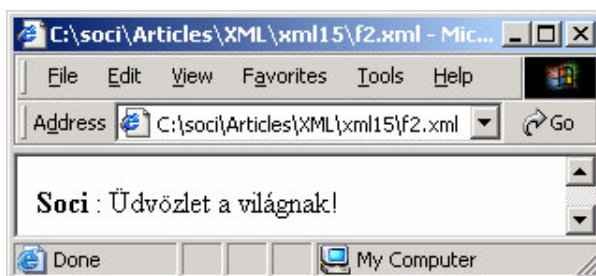 C:\soci\Articles\XML\xml15\f2.xml - Mic...
File Edit View Favorites Tools Help
Address C:\soci\Articles\XML\xml15\f2.xml Go
Soci : Üdvözlet a világnak!
Done My Computer